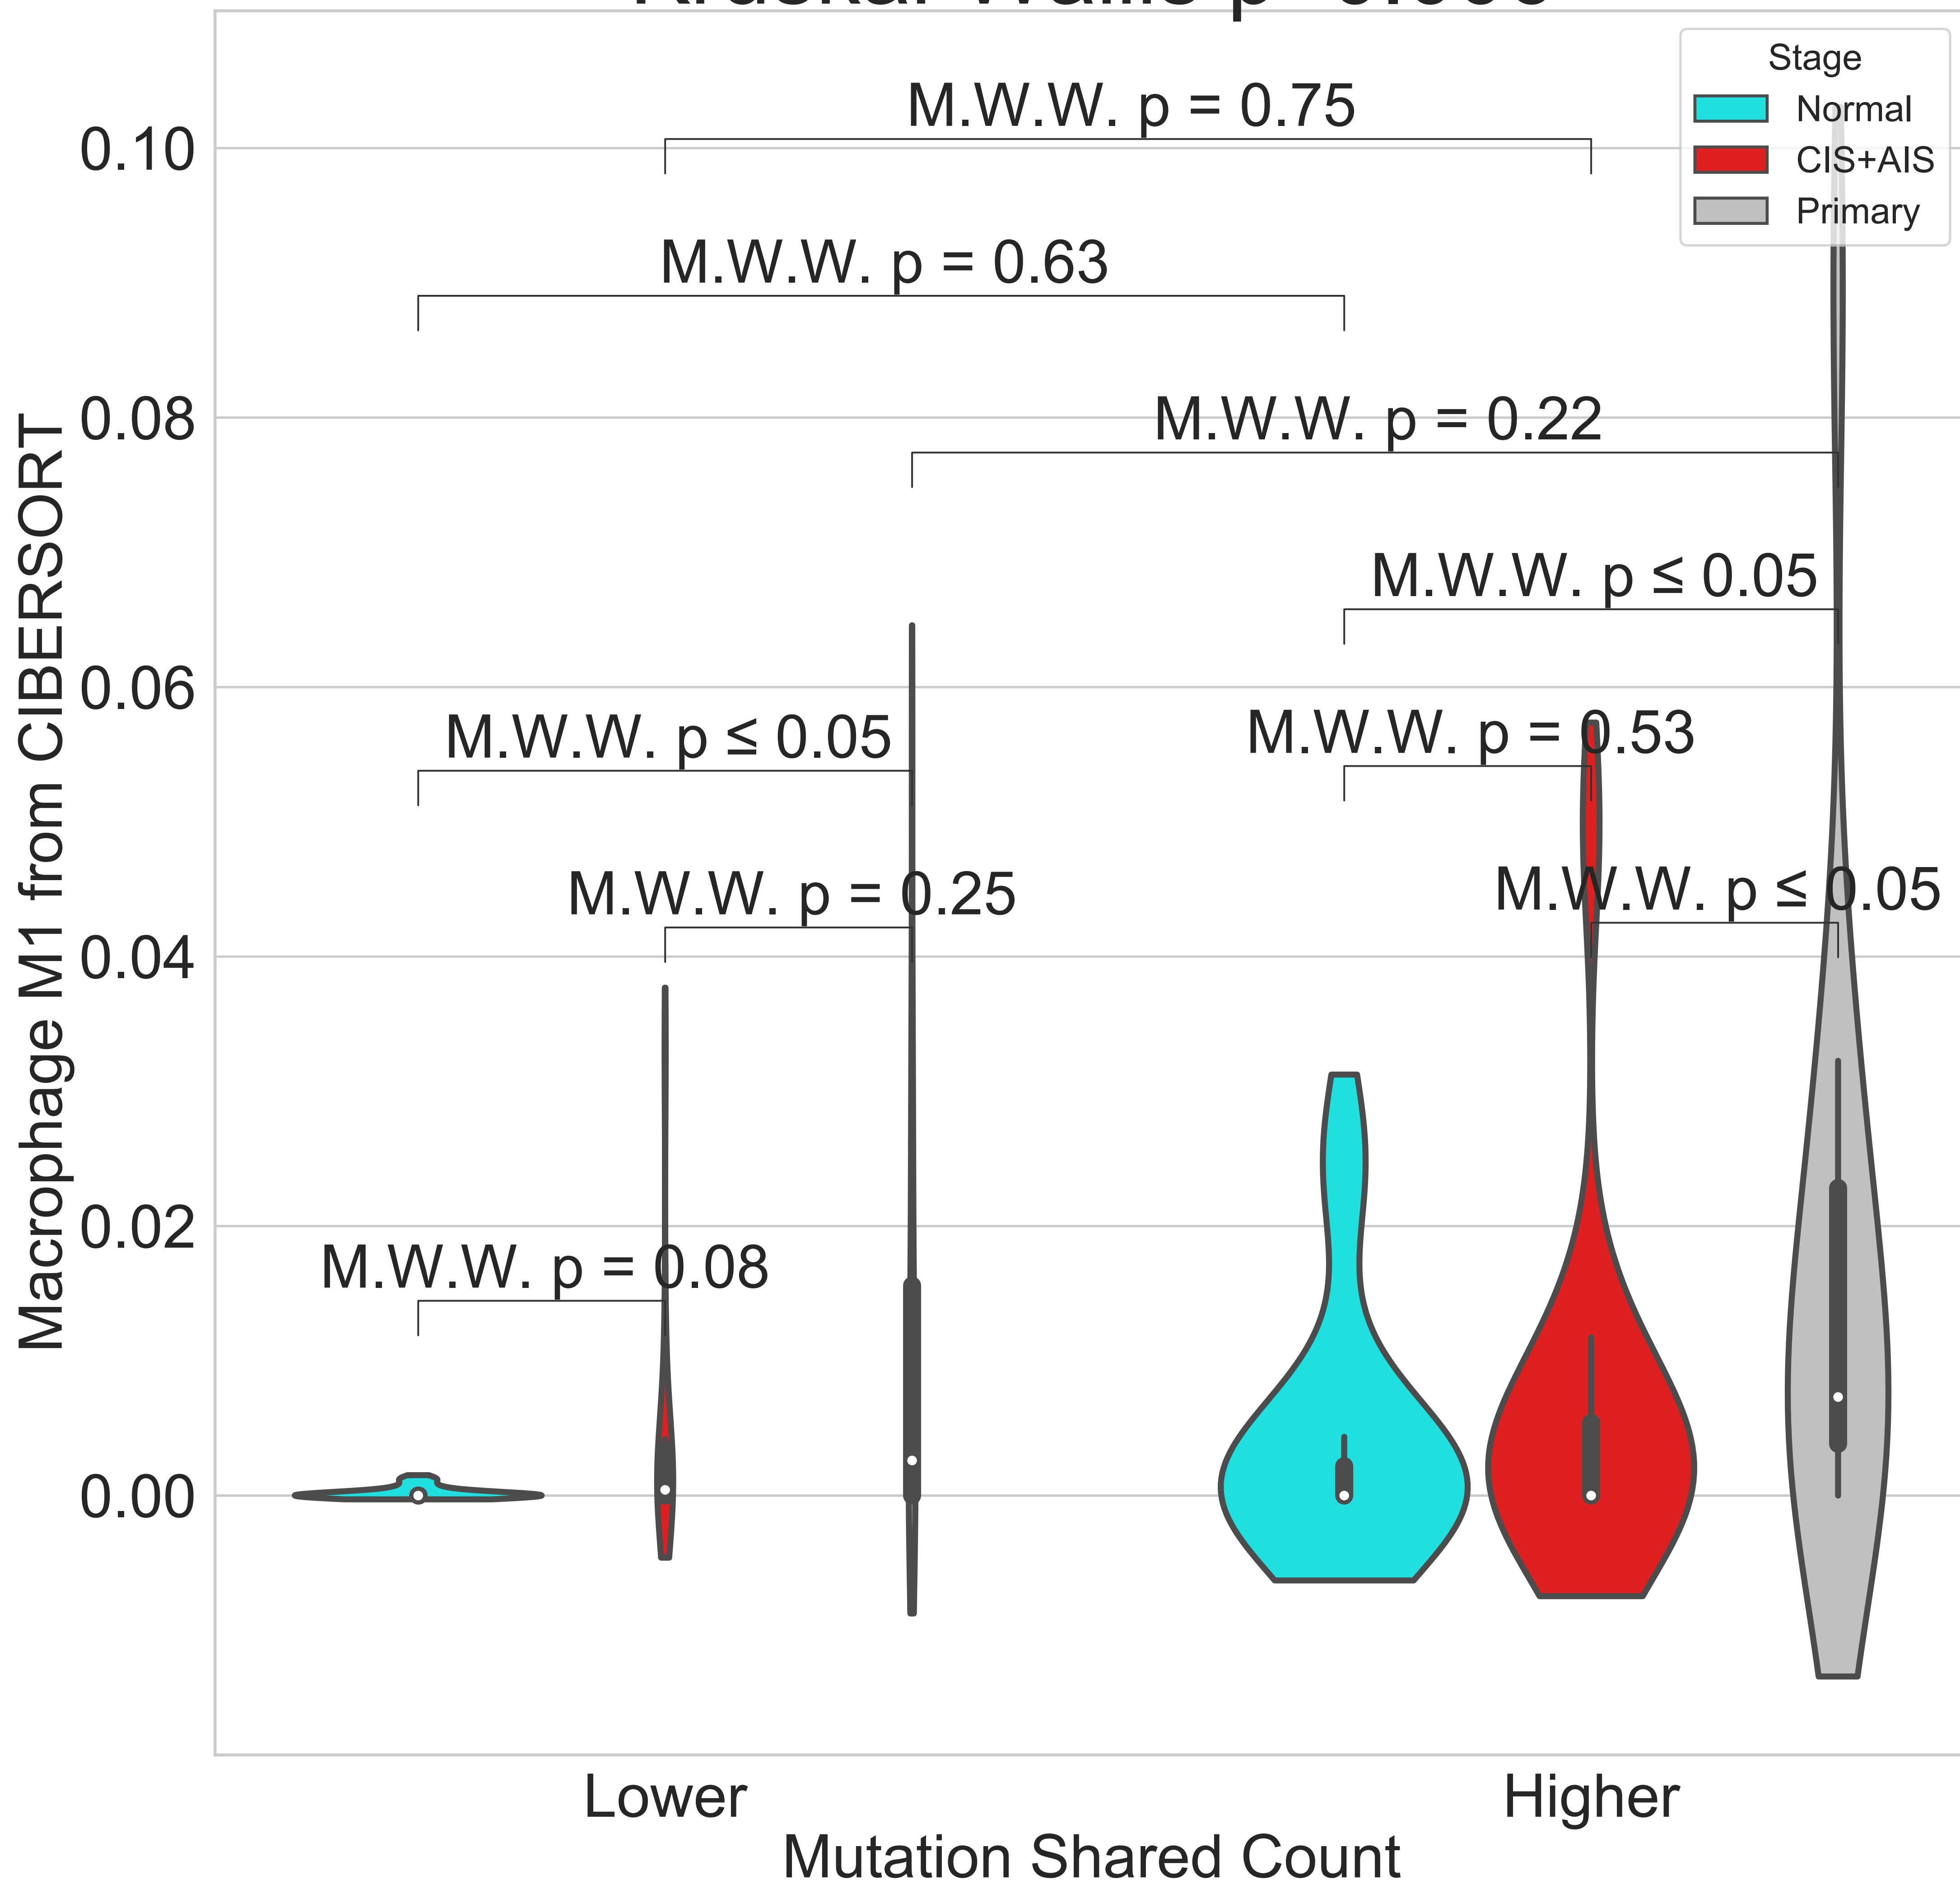 M.W.W. p = 0.75
M.W.W. p = 0.63
M.W.W. p = 0.22
M.W.W. p ≤ 0.05
M.W.W. p ≤ 0.05
M.W.W. p = 0.53
M.W.W. p = 0.25
M.W.W. p ≤ 0.05
M.W.W. p = 0.08
Stage
Normal
CIS+AIS
Primary
0.10
0.08
0.06
0.04
0.02
0.00
Macrophage M1 from CIBERSORT
Lower
Higher
Mutation Shared Count